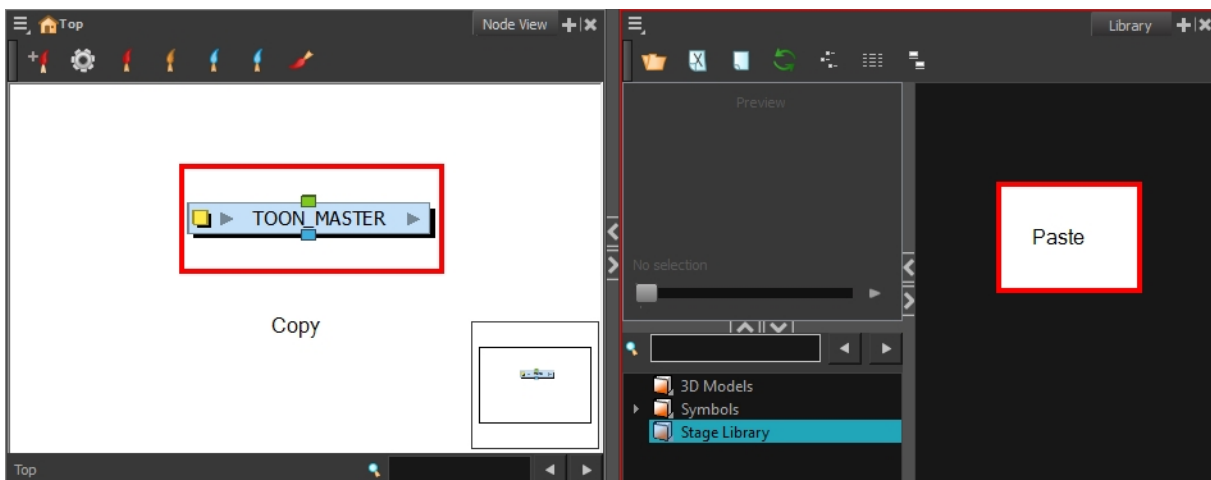 Top
Node View
TOON_MASTER
Copy
Top
Library
Preview
No selection
3D Models
Symbols
Stage Library
Paste